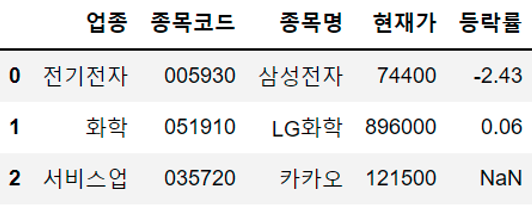 업종 종목코드 종목명 현재가 등락률
0 전기전자 005930 삼성전자 74400 -2.43
1 화학 051910 LG화학 896000 0.06
2 서비스업 035720 카카오 121500 NaN